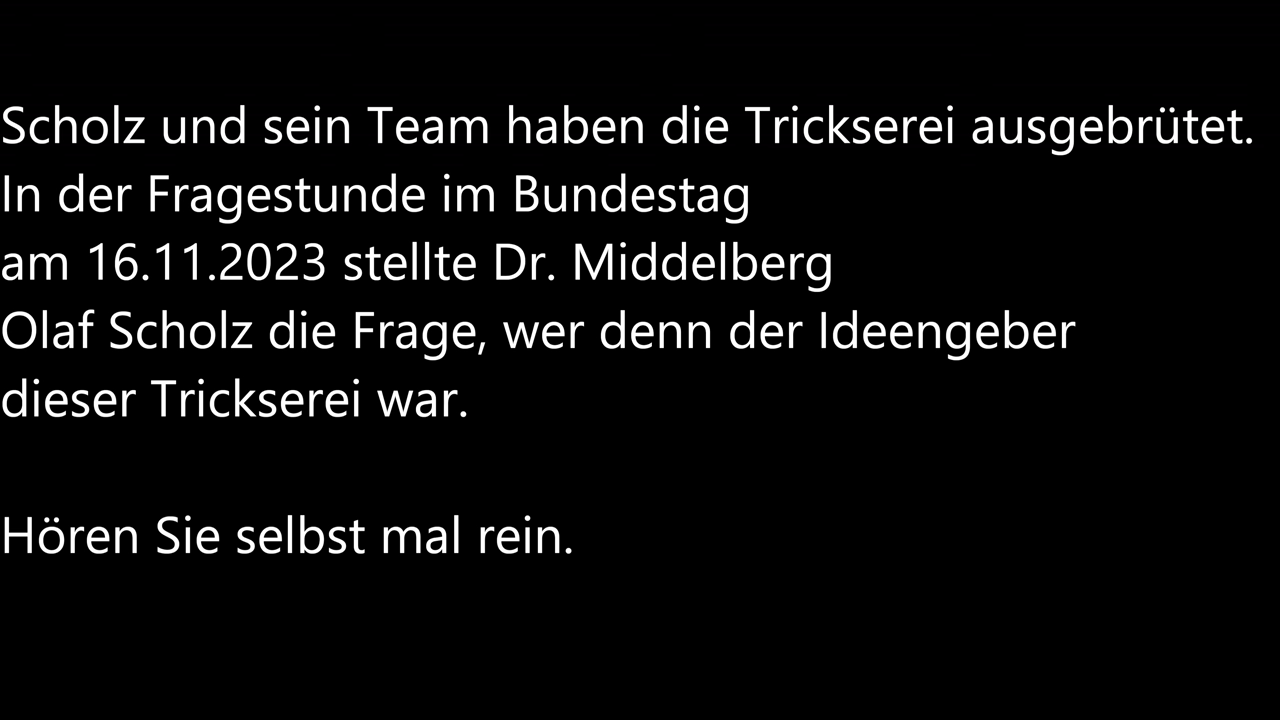 Scholz und sein Team haben die Trickserei ausgebrütet.
In der Fragestunde im Bundestag
am 16.11.2023 stellte Dr. Middelberg
Olaf Scholz die Frage, wer denn der Ideengeber
dieser Trickserei war.
Hören Sie selbst mal rein.